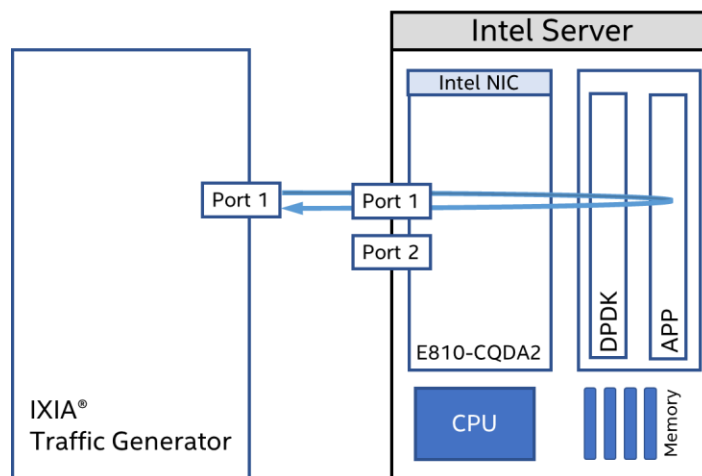 Intel Server
Intel NIC
Port 1
Port 1
Port 2
DPDK
APP
E810-CQDA2
IXIA®
Traffic Generator
CPU
Memory